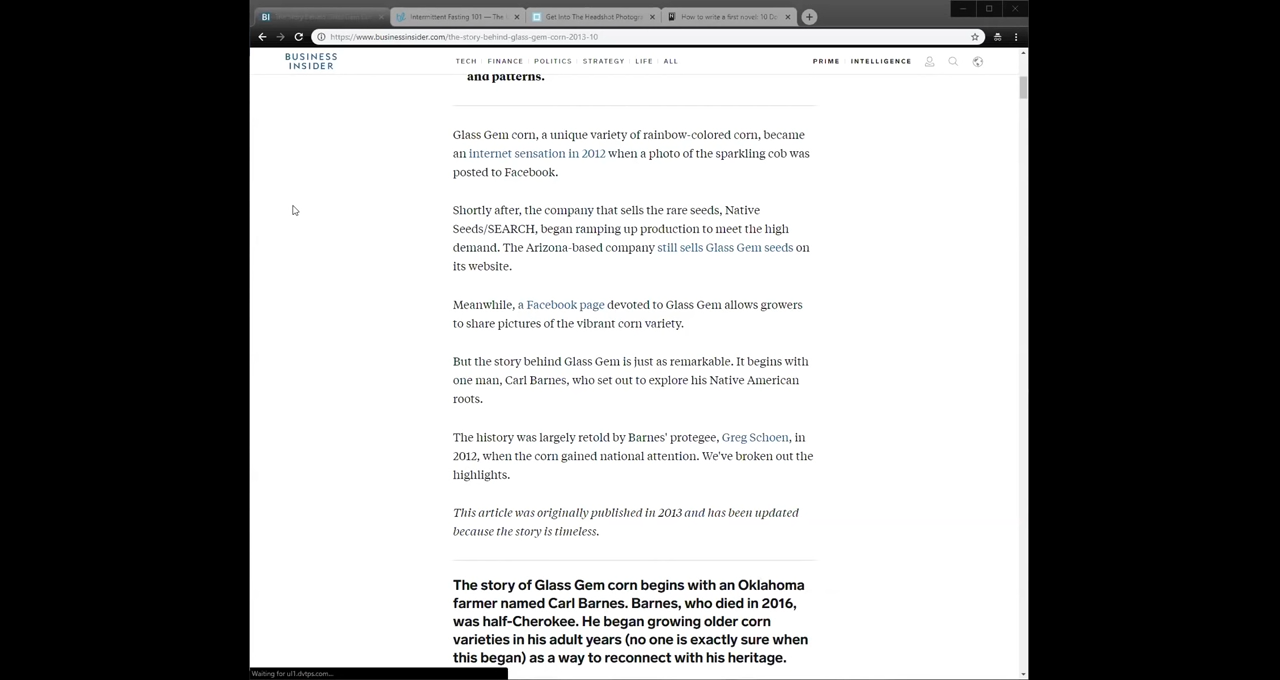 BI
Intermittent Fasting 101 — The
Get Into The Headshot Photogra
How to write a first novel: 10 De
https://www.businessinsider.com/the-story-behind-glass-gem-corn-2013-10
BUSINESS
INSIDER
TECH FINANCE POLITICS STRATEGY LIFE ALL
PRIME INTELLIGENCE
and patterns.
Glass Gem corn, a unique variety of rainbow-colored corn, became
an internet sensation in 2012 when a photo of the sparkling cob was
posted to Facebook.
Shortly after, the company that sells the rare seeds, Native
Seeds/SEARCH, began ramping up production to meet the high
demand. The Arizona-based company still sells Glass Gem seeds on
its website.
Meanwhile, a Facebook page devoted to Glass Gem allows growers
to share pictures of the vibrant corn variety.
But the story behind Glass Gem is just as remarkable. It begins with
one man, Carl Barnes, who set out to explore his Native American
roots.
The history was largely retold by Barnes' protegee, Greg Schoen, in
2012, when the corn gained national attention. We've broken out the
highlights.
This article was originally published in 2013 and has been updated
because the story is timeless.
The story of Glass Gem corn begins with an Oklahoma
farmer named Carl Barnes. Barnes, who died in 2016,
was half-Cherokee. He began growing older corn
varieties in his adult years (no one is exactly sure when
this began) as a way to reconnect with his heritage.
Waiting for ul1.dvtps.com...